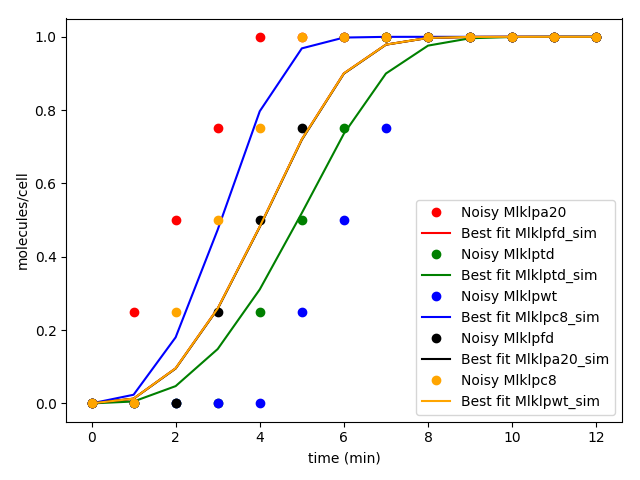 1.0
0.8
0.6
0.4
0.2
0.0
molecules/cell
0 2 4 6 8 10 12
time (min)
Noisy Mlklpa20
Best fit Mlklpfd_sim
Noisy Mlklptd
Best fit Mlklptd_sim
Noisy Mlklpwt
Best fit Mlklpc8_sim
Noisy Mlklpfd
Best fit Mlklpa20_sim
Noisy Mlklpc8
Best fit Mlklpwt_sim